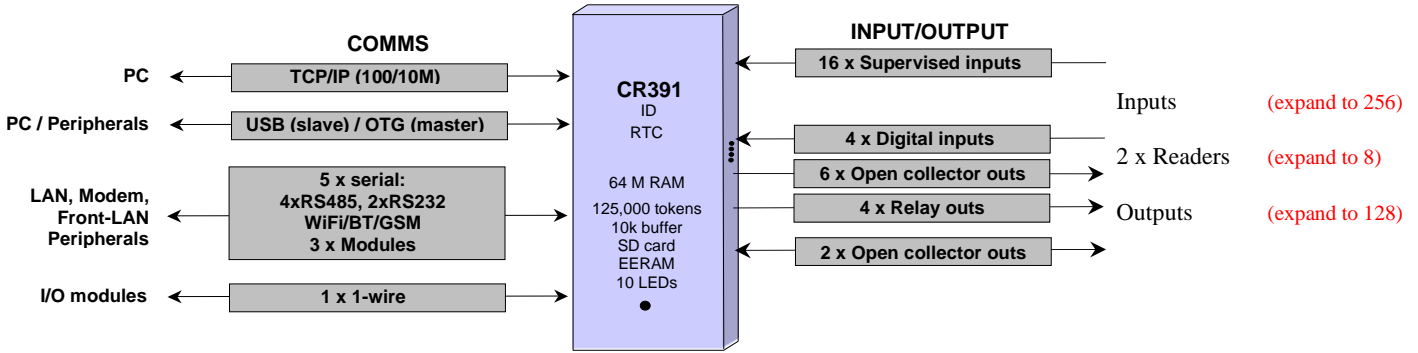 COMMS
PC
TCP/IP (100/10M)
PC / Peripherals
USB (slave) / OTG (master)
LAN, Modem,
Front-LAN
Peripherals
5 x serial:
4xRS485, 2xRS232
WiFi/BT/GSM
3 x Modules
I/O modules
1 x 1-wire
CR391
ID
RTC
64 M RAM
125,000 tokens
10k buffer
SD card
EERAM
10 LEDs
INPUT/OUTPUT
16 x Supervised inputs
4 x Digital inputs
6 x Open collector outs
4 x Relay outs
2 x Open collector outs
Inputs (expand to 256)
2 x Readers (expand to 8)
Outputs (expand to 128)